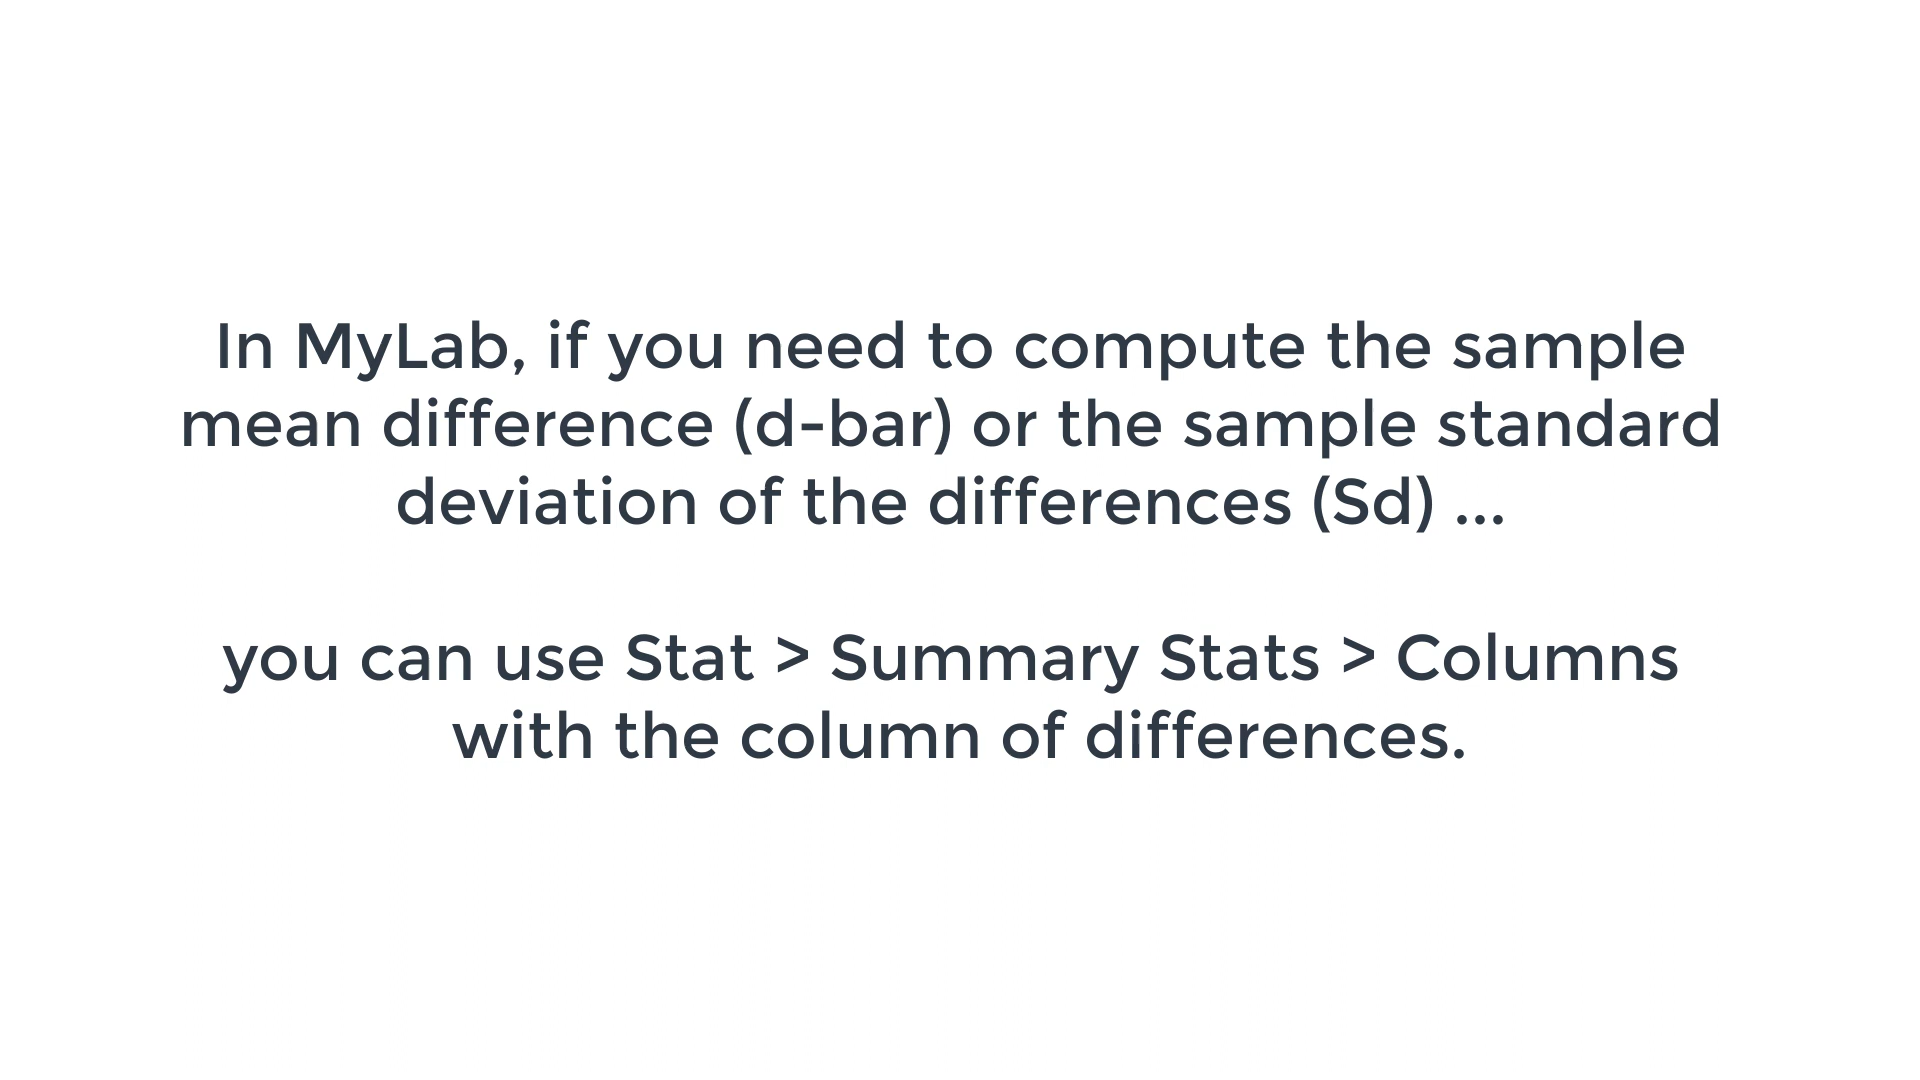 In MyLab, if you need to compute the sample
mean difference (d-bar) or the sample standard
deviation of the differences (Sd) ...
you can use Stat > Summary Stats > Columns
with the column of differences.